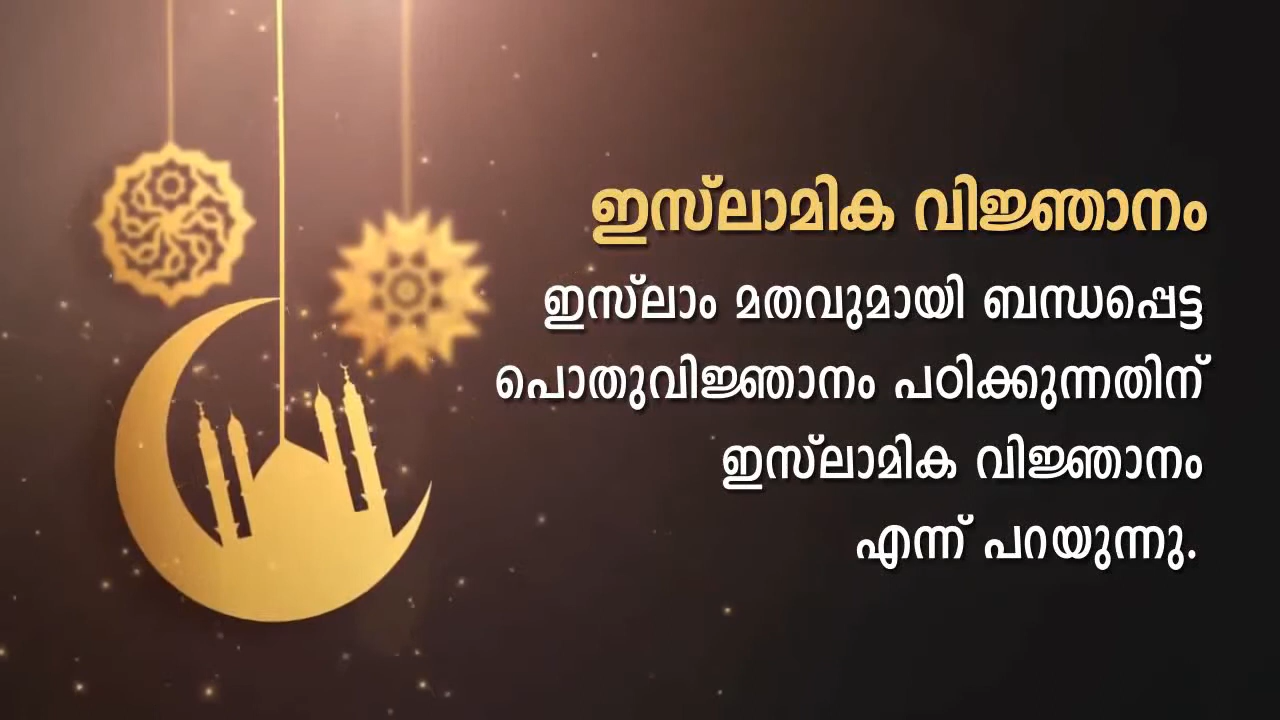 ഇസ്‌ലാമിക വിജ്ഞാനം
ഇസ്‌ലാം മതവുമായി ബന്ധപ്പെട്ട
പൊതുവിജ്ഞാനം പഠിക്കുന്നതിന്
ഇസ്‌ലാമിക വിജ്ഞാനം
എന്ന് പറയുന്നു.